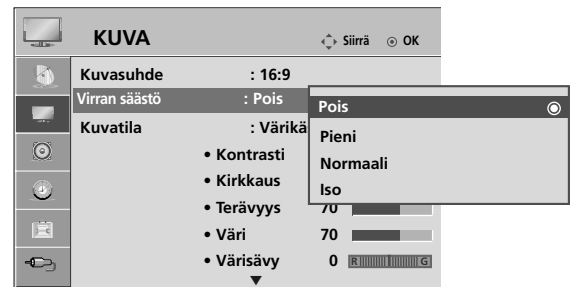 KUVA Siirrä OK
Kuvasuhde : 16:9
Virran säästö : Pois
Kuvatila : Värikä
• Kontrasti
• Kirkkaus
• Terävyys 70
• Väri 70
• Värisävy 0 R G
Pois
Pieni
Normaali
Iso